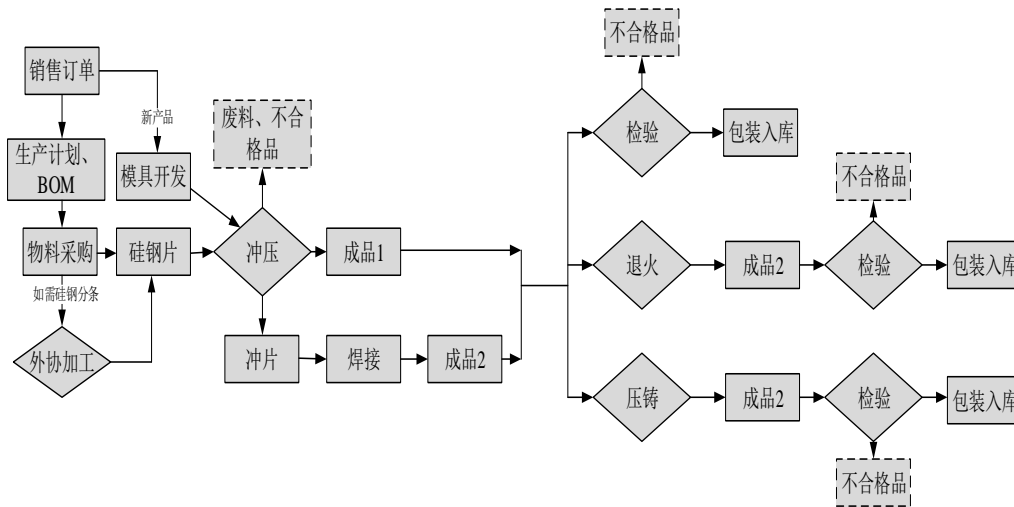 销售订单
新产品
生产计划、
BOM
模具开发
物料采购
硅钢片
如需硅钢分条
外协加工
废料、不合
格品
冲压
成品1
冲片
焊接
成品2
不合格品
检验
包装入库
退火
成品2
不合格品
检验
包装入库
压铸
成品2
检验
包装入库
不合格品